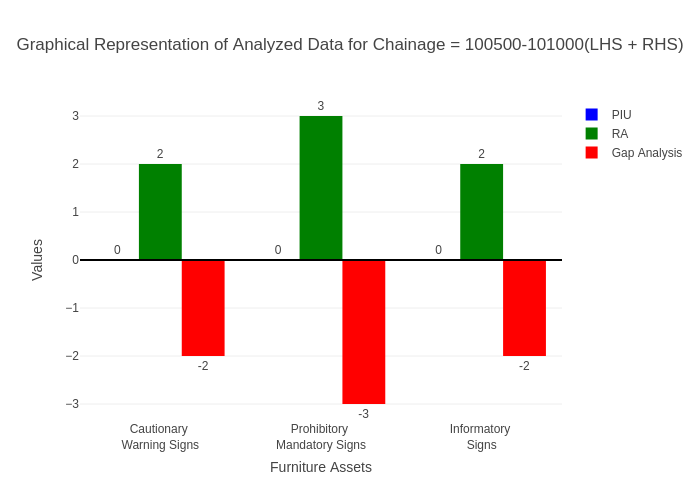 Graphical Representation of Analyzed Data for Chainage = 100500-101000(LHS + RHS)
3
2
1
0
−1
−2
−3
Values
0
2
-2
0
3
-3
0
2
-2
Cautionary
Warning Signs
Prohibitory
Mandatory Signs
Informatory
Signs
Furniture Assets
PIU
RA
Gap Analysis